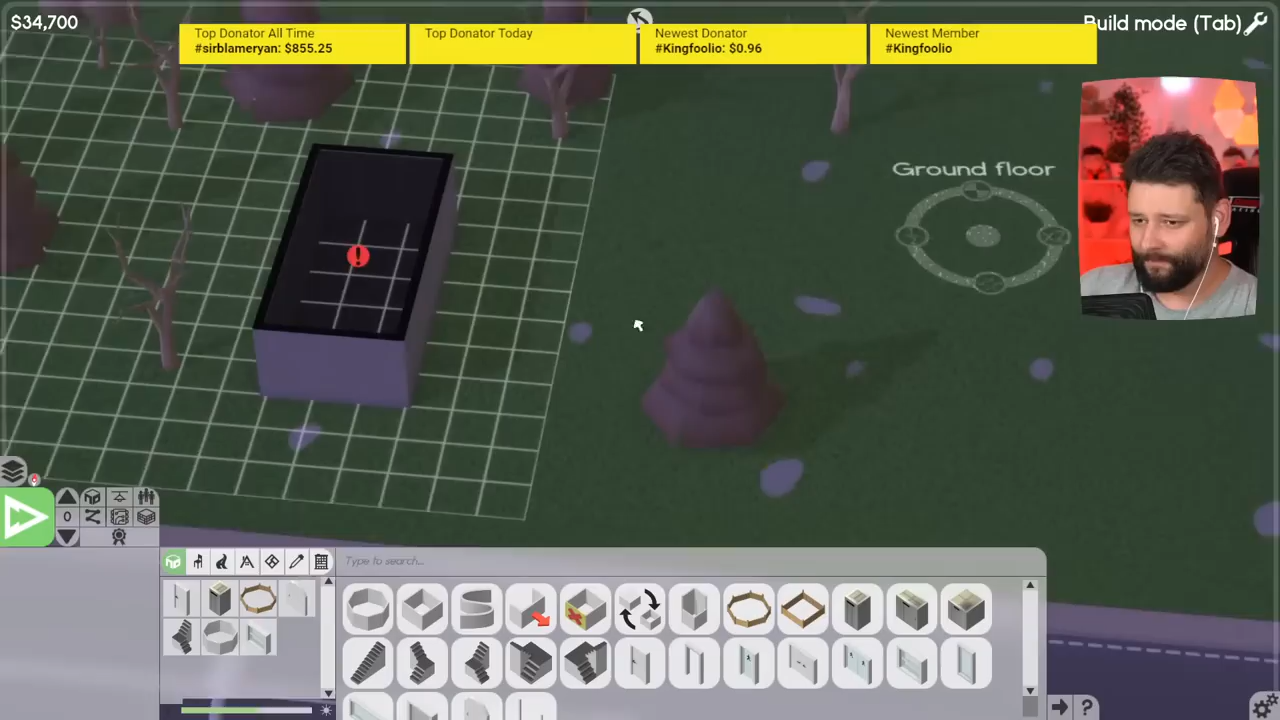 $34,700
Top Donator All Time
#sirblameryan: $855.25
Top Donator Today
Newest Donator
#Kingfoolio: $0.96
Newest Member
#Kingfoolio
Build mode (Tab)
Ground floor
!
0
Type to search...
?